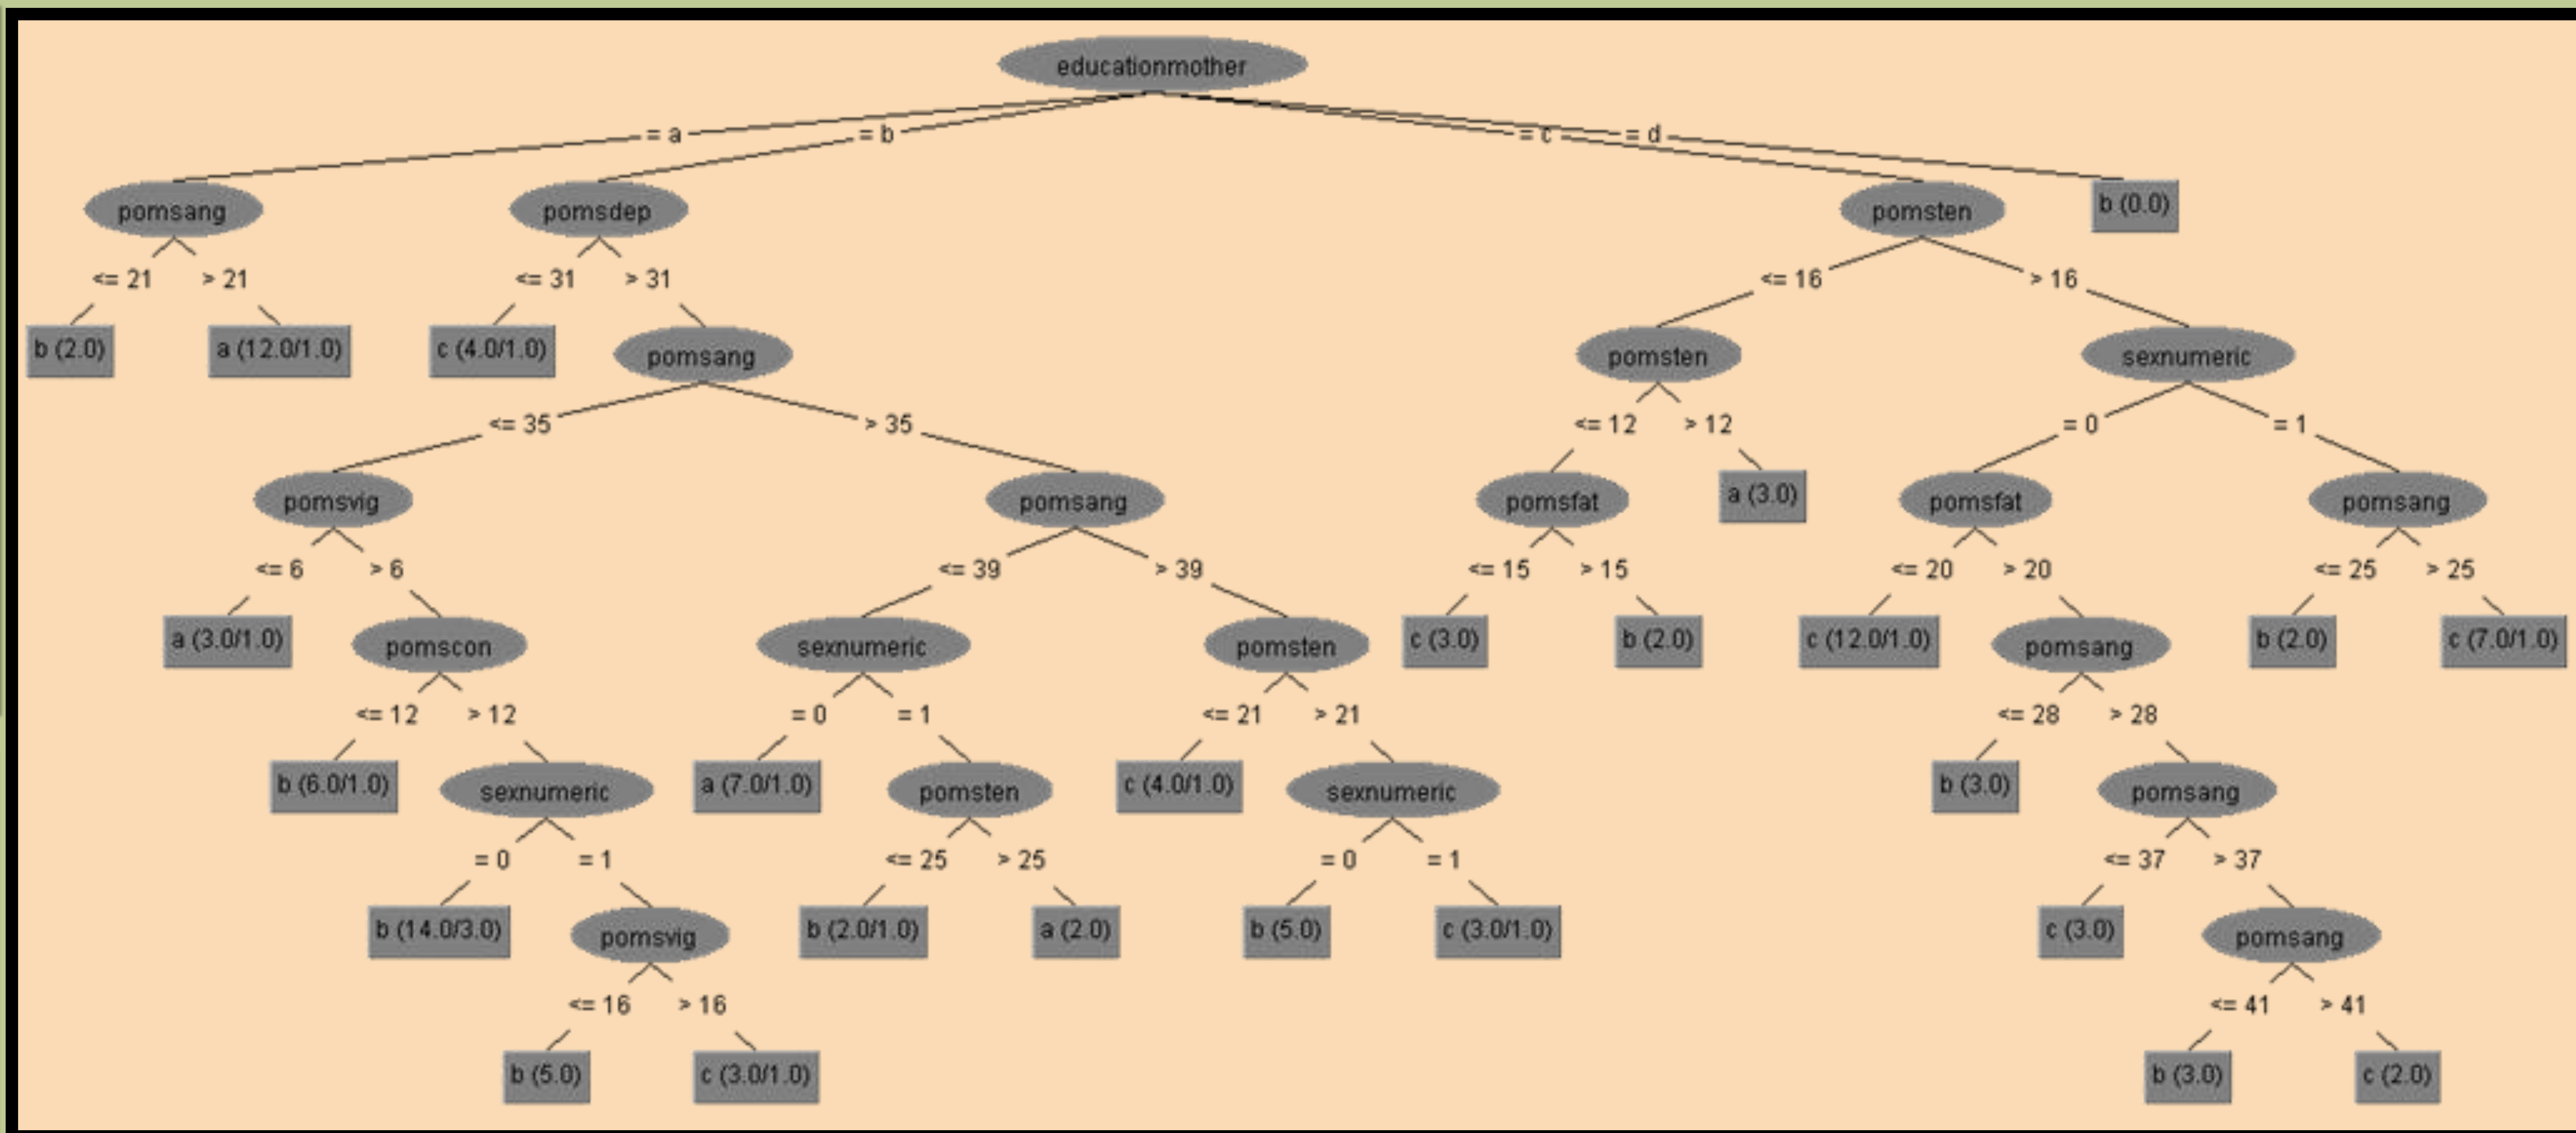 educationmother
= a
= b
= c
= d
pomsang
pomsdep
pomsten
b (0.0)
<= 21
> 21
<= 31
> 31
<= 16
> 16
b (2.0)
a (12.0/1.0)
c (4.0/1.0)
pomsang
pomsten
sexnumeric
<= 35
> 35
<= 12
> 12
= 0
= 1
pomsvig
pomsang
pomsfat
a (3.0)
pomsfat
pomsang
<= 6
> 6
<= 39
> 39
<= 15
> 15
<= 20
> 20
<= 25
> 25
a (3.0/1.0)
pomscon
sexnumeric
pomsten
c (3.0)
b (2.0)
c (12.0/1.0)
pomsang
b (2.0)
c (7.0/1.0)
<= 12
> 12
= 0
= 1
<= 21
> 21
<= 28
> 28
b (6.0/1.0)
sexnumeric
a (7.0/1.0)
pomsten
c (4.0/1.0)
sexnumeric
b (3.0)
pomsang
= 0
= 1
<= 25
> 25
= 0
= 1
<= 37
> 37
b (14.0/3.0)
pomsvig
b (2.0/1.0)
a (2.0)
b (5.0)
c (3.0/1.0)
c (3.0)
pomsang
<= 16
> 16
<= 41
> 41
b (5.0)
c (3.0/1.0)
b (3.0)
c (2.0)